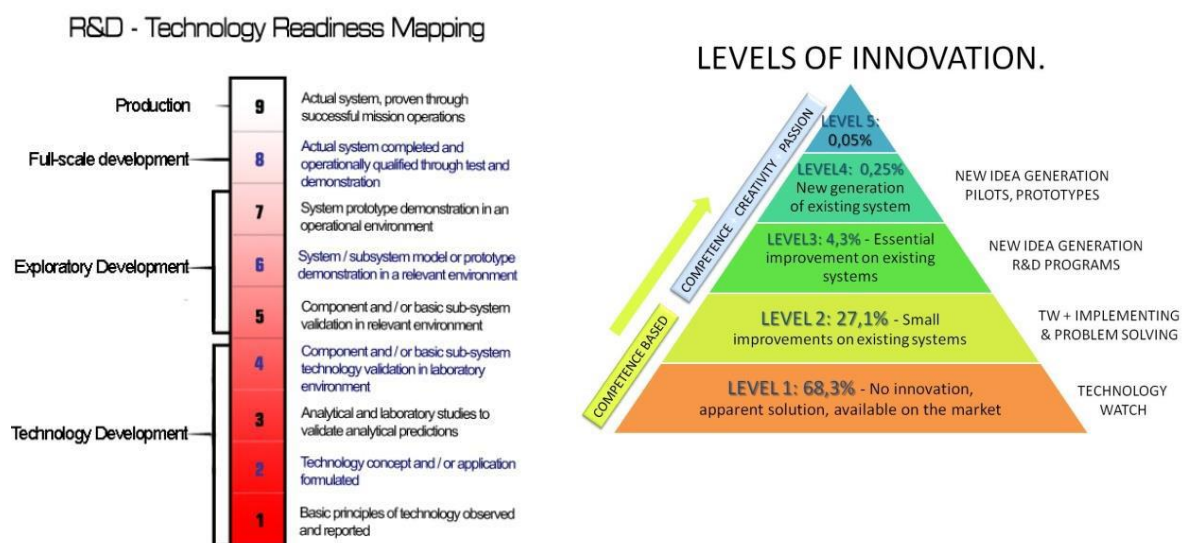 R&D - Technology Readiness Mapping
Production
9
Actual system, proven through
successful mission operations
Full-scale development
8
Actual system completed and
operationally qualified through test and
demonstration
7
System prototype demonstration in an
operational environment
Exploratory Development
6
System / subsystem model or prototype
demonstration in a relevant environment
5
Component and / or basic sub-system
validation in relevant environment
4
Component and / or basic sub-system
technology validation in laboratory
environment
Technology Development
3
Analytical and laboratory studies to
validate analytical predictions
2
Technology concept and / or application
formulated
1
Basic principles of technology observed
and reported
LEVELS OF INNOVATION.
COMPETENCE BASED
COMPETENCE - CREATIVITY - PASSION
LEVEL 5:
0,05%
LEVEL4: 0,25%
New generation
of existing system
NEW IDEA GENERATION
PILOTS, PROTOTYPES
LEVEL3: 4,3% - Essential
improvement on existing
systems
NEW IDEA GENERATION
R&D PROGRAMS
LEVEL 2: 27,1% - Small
improvements on existing systems
TW + IMPLEMENTING
& PROBLEM SOLVING
LEVEL 1: 68,3% - No innovation,
apparent solution, available on the market
TECHNOLOGY
WATCH